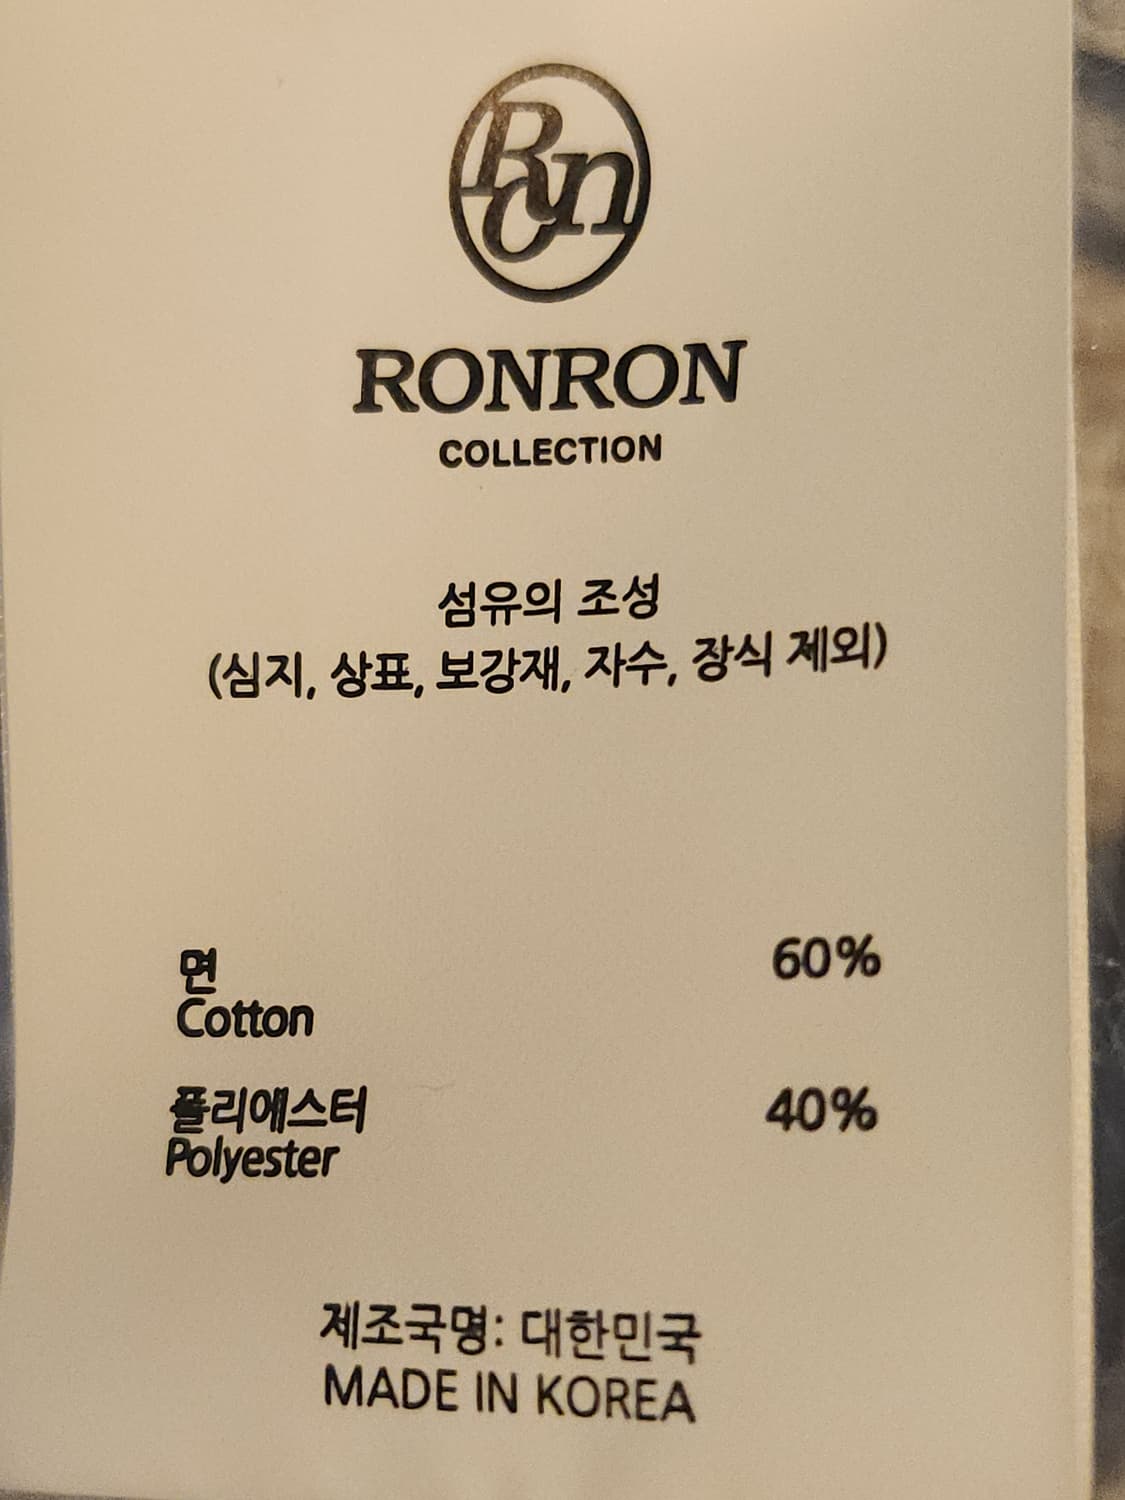 RCn
RONRON
COLLECTION
섬유의 조성
(심지, 상표, 보강재, 자수, 장식 제외)
면 60%
Cotton
폴리에스터 40%
Polyester
제조국명: 대한민국
MADE IN KOREA